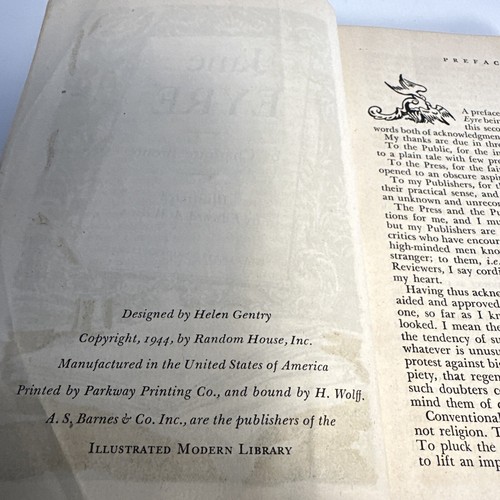 Jane
EYRE
Designed by Helen Gentry
Copyright, 1944, by Random House, Inc.
Manufactured in the United States of America
Printed by Parkway Printing Co., and bound by H. Wolff.
A. S. Barnes & Co. Inc., are the publishers of the
ILLUSTRATED MODERN LIBRARY
A preface
Eyre bein
this seco
words both of acknowledgmen
My thanks are due in thre
To the Public, for the in
to a plain tale with few pr
To the Press, for the fai
opened to an obscure aspi
To my Publishers, for t
their practical sense, and
an unknown and unrecor
The Press and the Pu
tions for me, and I mu
but my Publishers are
critics who have encour
high-minded men kno
stranger; to them, i.e.
Reviewers, I say cordi
my heart.
Having thus ackne
aided and approved
one, so far as I kn
looked. I mean the
the tendency of su
whatever is unusu
protest against big
piety, that regen
such doubters c
mind them of c
Conventional
not religion. T
To pluck the
to lift an imp